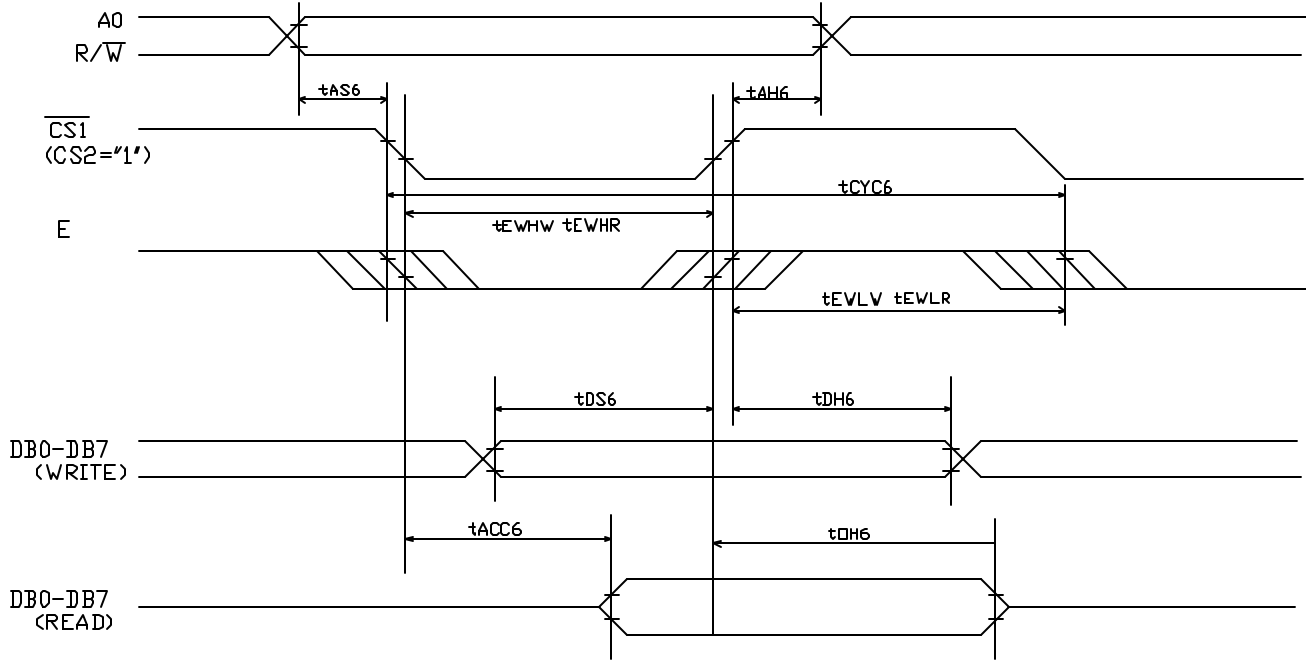 A0
R/W̅
tAS6
tAH6
C̅S̅1̅
(CS2="1")
tCYC6
tEWHW tEWHR
E
tEWLW tEWLR
tDS6
tDH6
DB0-DB7
(WRITE)
tACC6
tOH6
DB0-DB7
(READ)